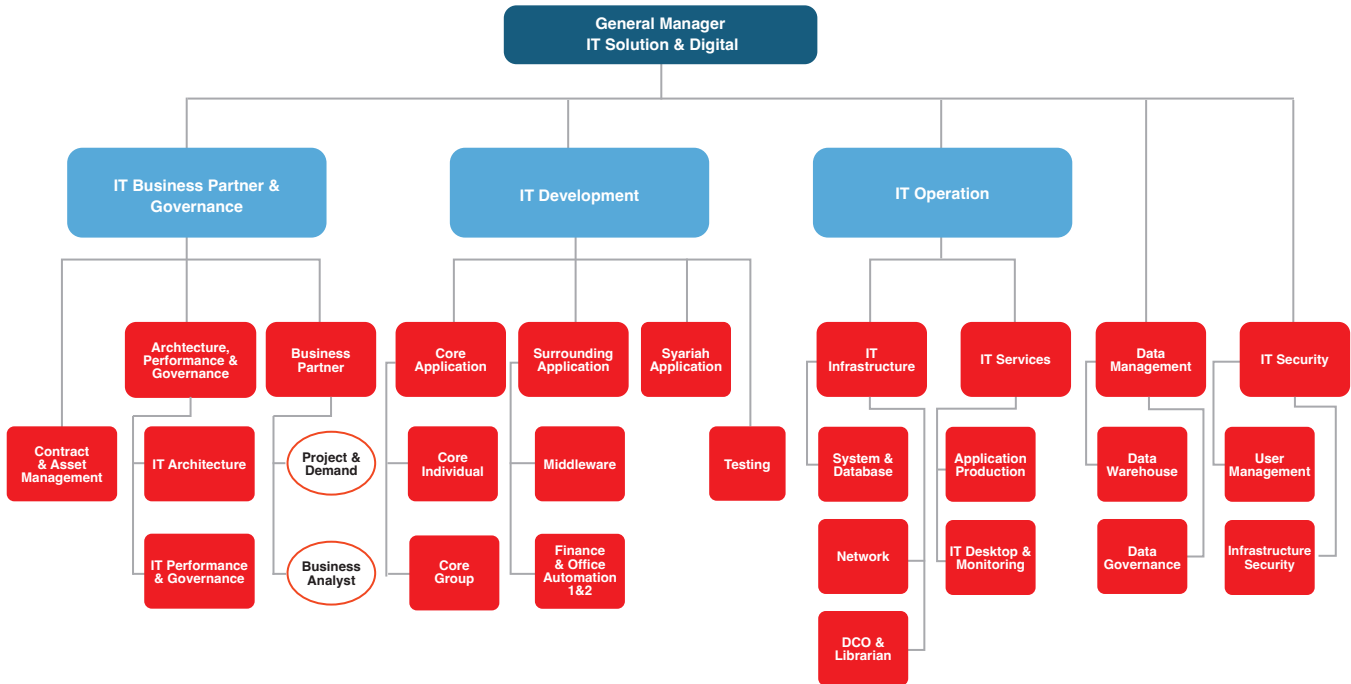 General Manager
IT Solution & Digital
IT Business Partner &
Governance
IT Development
IT Operation
Archtecture,
Performance &
Governance
Business
Partner
Core
Application
Surrounding
Application
Syariah
Application
IT
Infrastructure
IT Services
Data
Management
IT Security
Contract
& Asset
Management
IT Architecture
Project &
Demand
Core
Individual
Middleware
Testing
System &
Database
Application
Production
Data
Warehouse
User
Management
IT Performance
& Governance
Business
Analyst
Core
Group
Finance
& Office
Automation
1&2
Network
IT Desktop &
Monitoring
Data
Governance
Infrastructure
Security
DCO &
Librarian